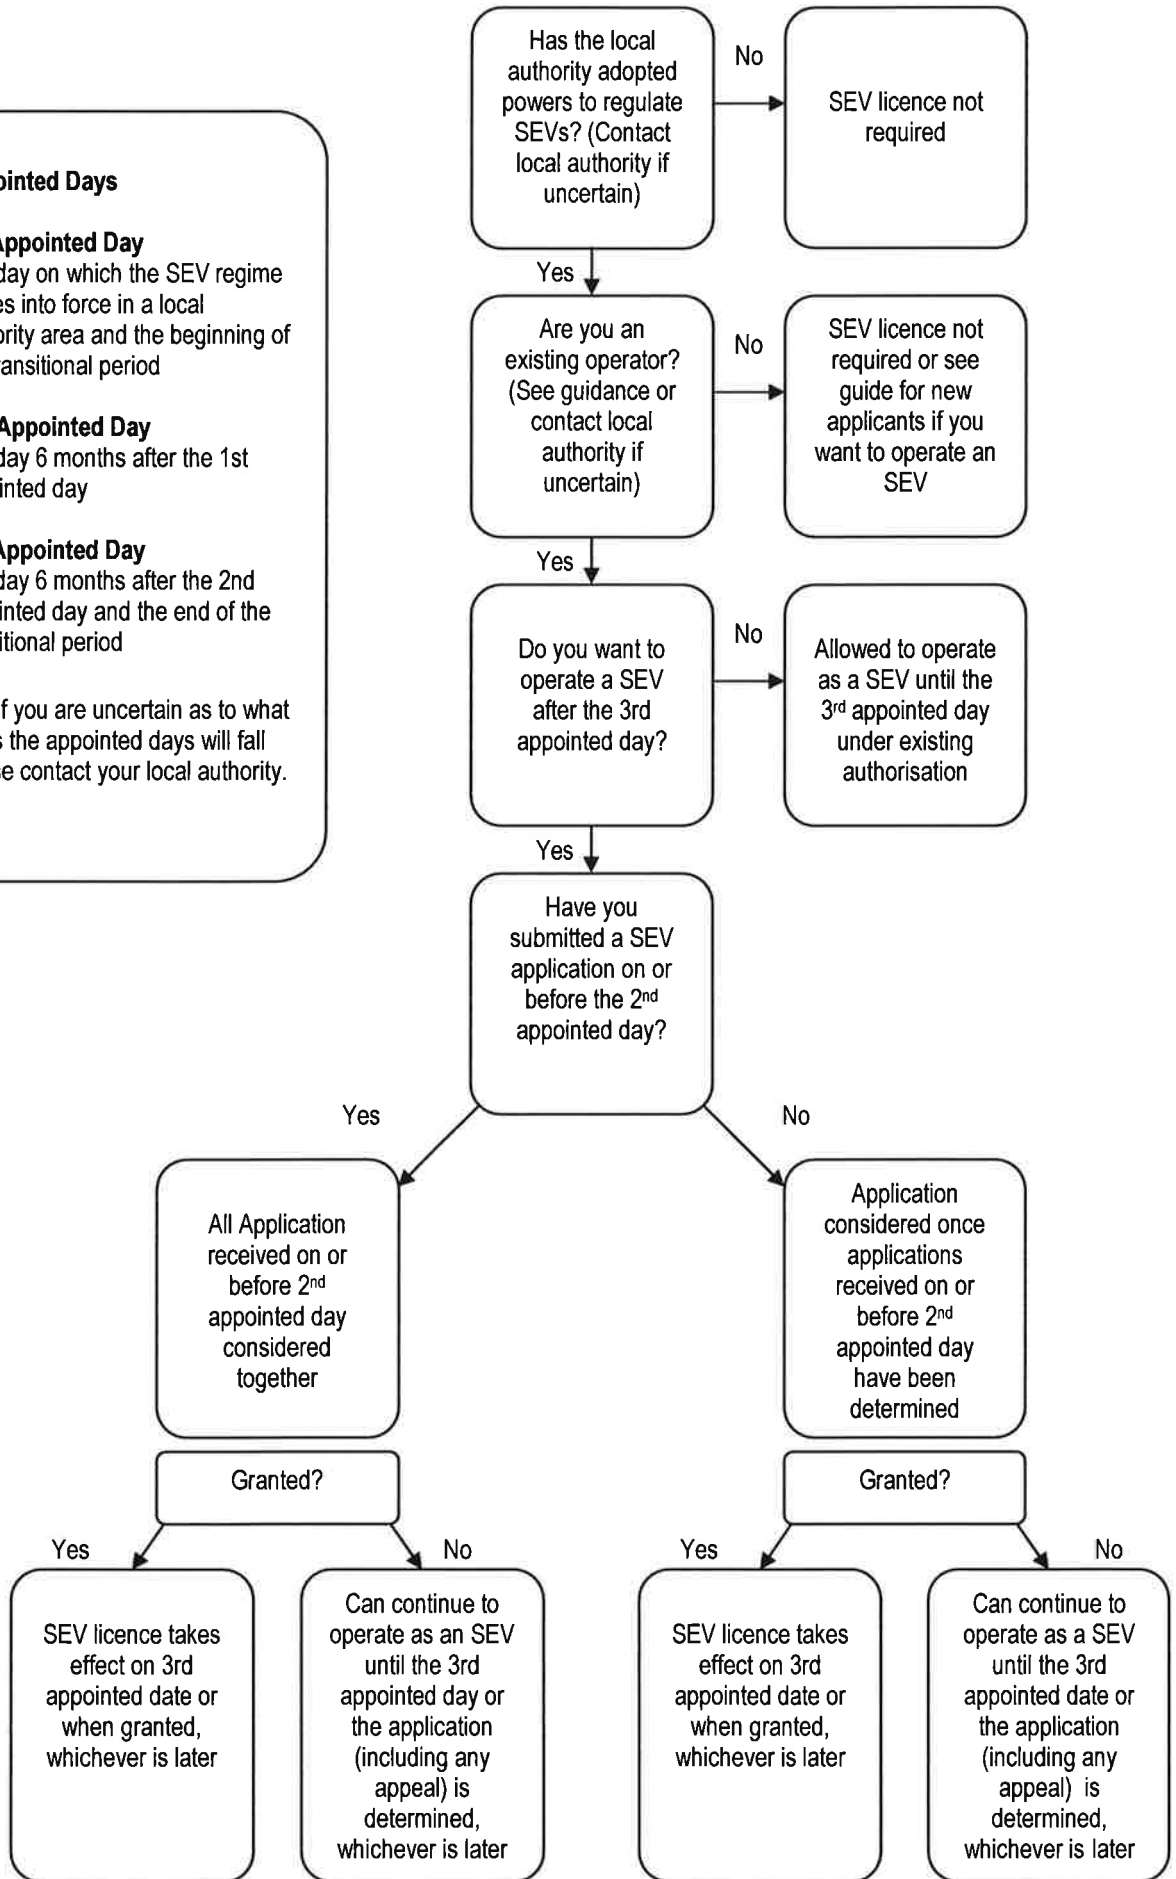 ointed Days
Appointed Day
day on which the SEV regime
es into force in a local
ority area and the beginning of
ransitional period
Appointed Day
day 6 months after the 1st
inted day
Appointed Day
day 6 months after the 2nd
inted day and the end of the
itional period
f you are uncertain as to what
s the appointed days will fall
se contact your local authority.
Has the local
authority adopted
powers to regulate
SEVs? (Contact
local authority if
uncertain)
No
SEV licence not
required
Yes
Are you an
existing operator?
(See guidance or
contact local
authority if
uncertain)
No
SEV licence not
required or see
guide for new
applicants if you
want to operate an
SEV
Yes
Do you want to
operate a SEV
after the 3rd
appointed day?
No
Allowed to operate
as a SEV until the
3rd appointed day
under existing
authorisation
Yes
Have you
submitted a SEV
application on or
before the 2nd
appointed day?
Yes
No
All Application
received on or
before 2nd
appointed day
considered
together
Application
considered once
applications
received on or
before 2nd
appointed day
have been
determined
Granted?
Granted?
Yes
No
Yes
No
SEV licence takes
effect on 3rd
appointed date or
when granted,
whichever is later
Can continue to
operate as an SEV
until the 3rd
appointed day or
the application
(including any
appeal) is
determined,
whichever is later
SEV licence takes
effect on 3rd
appointed date or
when granted,
whichever is later
Can continue to
operate as a SEV
until the 3rd
appointed date or
the application
(including any
appeal) is
determined,
whichever is later